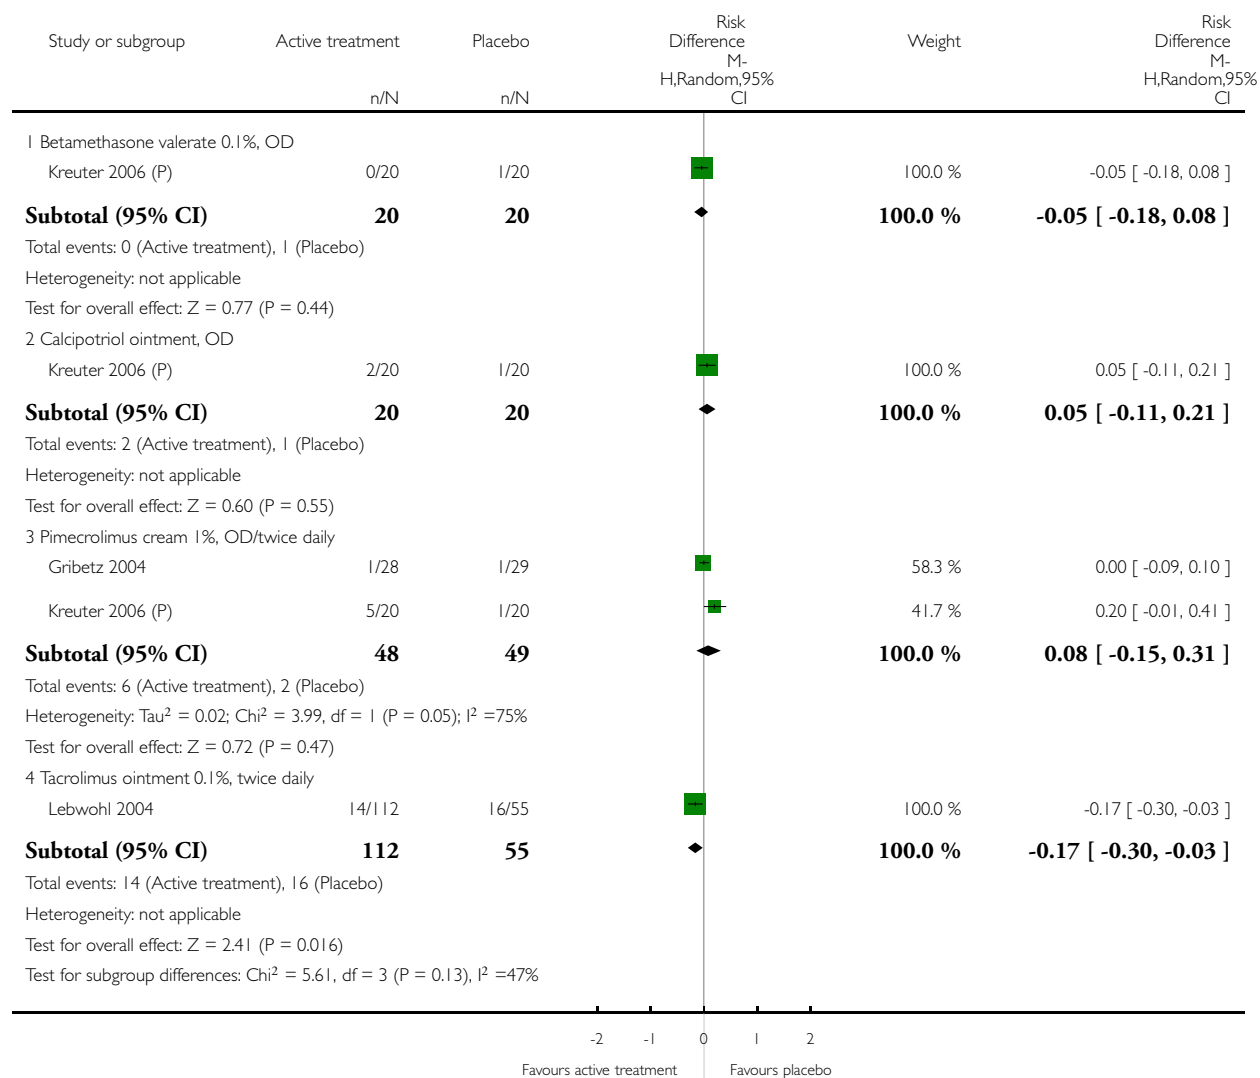 Study or subgroup Active treatment Placebo Risk Difference M-H,Random,95% CI Weight Risk Difference M-H,Random,95% CI
n/N n/N
1 Betamethasone valerate 0.1%, OD
Kreuter 2006 (P) 0/20 1/20 100.0 % -0.05 [ -0.18, 0.08 ]
Subtotal (95% CI) 20 20 100.0 % -0.05 [ -0.18, 0.08 ]
Total events: 0 (Active treatment), 1 (Placebo)
Heterogeneity: not applicable
Test for overall effect: Z = 0.77 (P = 0.44)
2 Calcipotriol ointment, OD
Kreuter 2006 (P) 2/20 1/20 100.0 % 0.05 [ -0.11, 0.21 ]
Subtotal (95% CI) 20 20 100.0 % 0.05 [ -0.11, 0.21 ]
Total events: 2 (Active treatment), 1 (Placebo)
Heterogeneity: not applicable
Test for overall effect: Z = 0.60 (P = 0.55)
3 Pimecrolimus cream 1%, OD/twice daily
Gribetz 2004 1/28 1/29 58.3 % 0.00 [ -0.09, 0.10 ]
Kreuter 2006 (P) 5/20 1/20 41.7 % 0.20 [ -0.01, 0.41 ]
Subtotal (95% CI) 48 49 100.0 % 0.08 [ -0.15, 0.31 ]
Total events: 6 (Active treatment), 2 (Placebo)
Heterogeneity: Tau² = 0.02; Chi² = 3.99, df = 1 (P = 0.05); I² =75%
Test for overall effect: Z = 0.72 (P = 0.47)
4 Tacrolimus ointment 0.1%, twice daily
Lebwohl 2004 14/112 16/55 100.0 % -0.17 [ -0.30, -0.03 ]
Subtotal (95% CI) 112 55 100.0 % -0.17 [ -0.30, -0.03 ]
Total events: 14 (Active treatment), 16 (Placebo)
Heterogeneity: not applicable
Test for overall effect: Z = 2.41 (P = 0.016)
Test for subgroup differences: Chi² = 5.61, df = 3 (P = 0.13), I² =47%
-2 -1 0 1 2
Favours active treatment Favours placebo